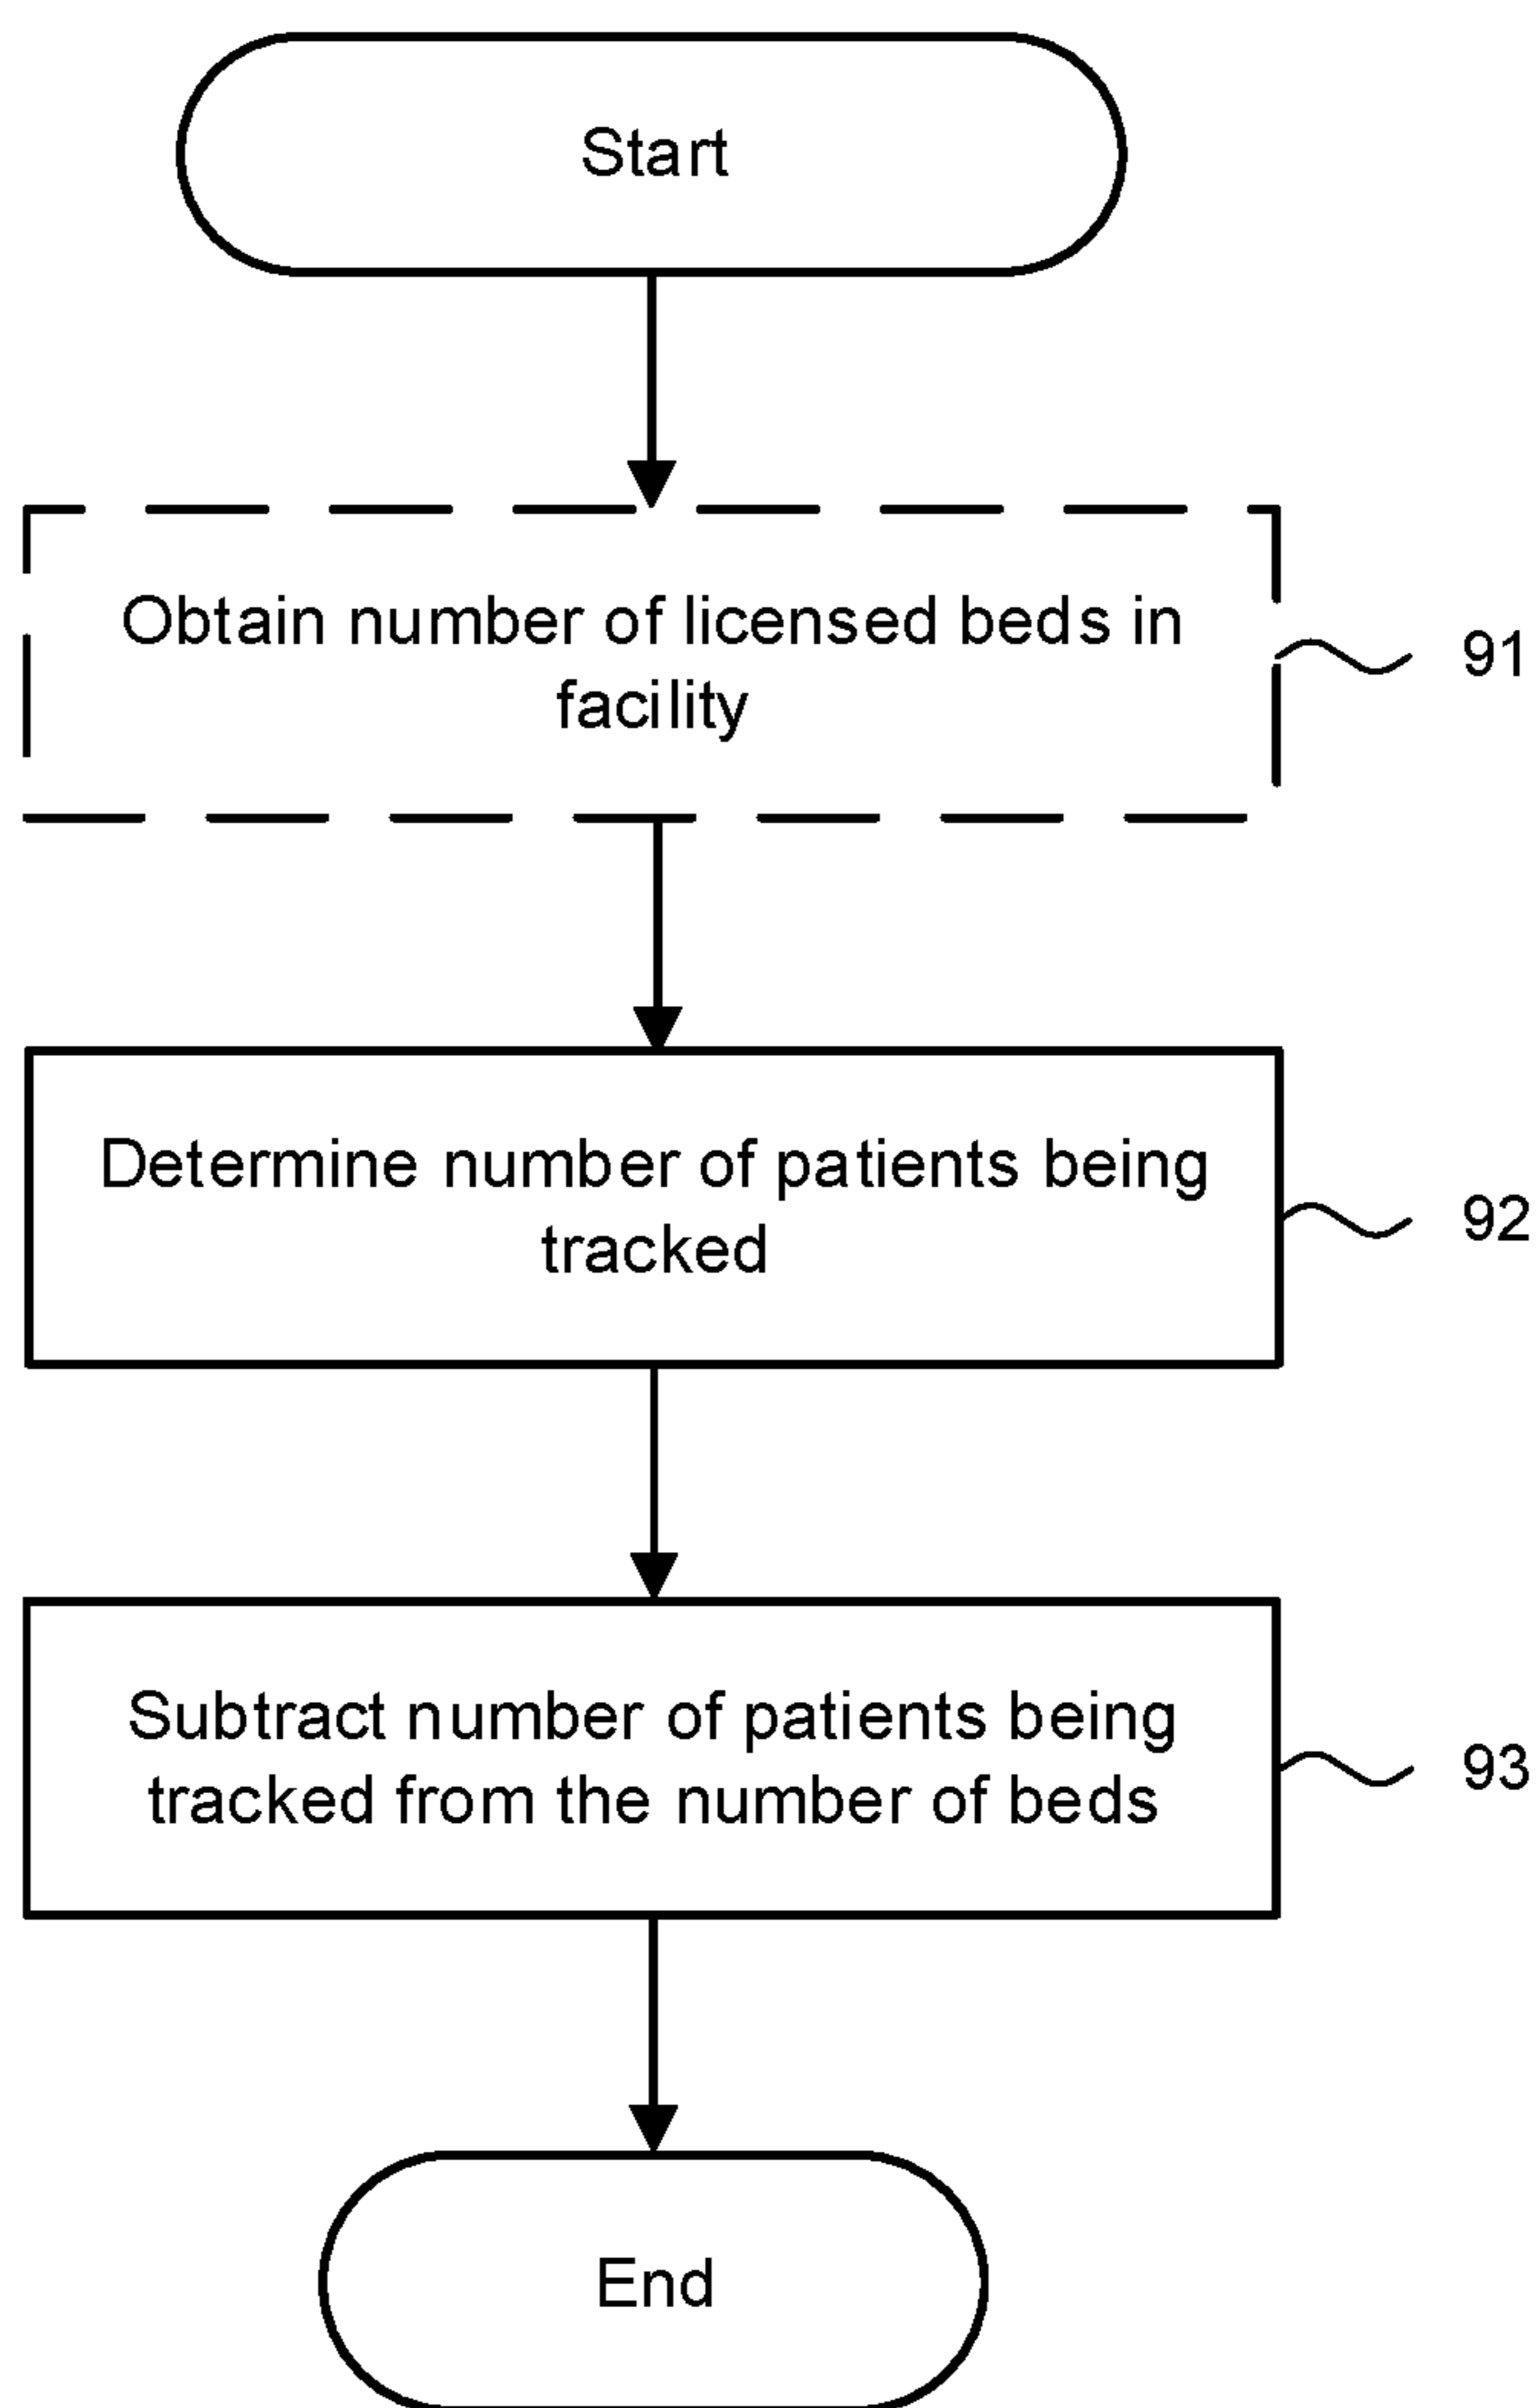 Start
Obtain number of licensed beds in
facility
91
Determine number of patients being
tracked
92
Subtract number of patients being
tracked from the number of beds
93
End